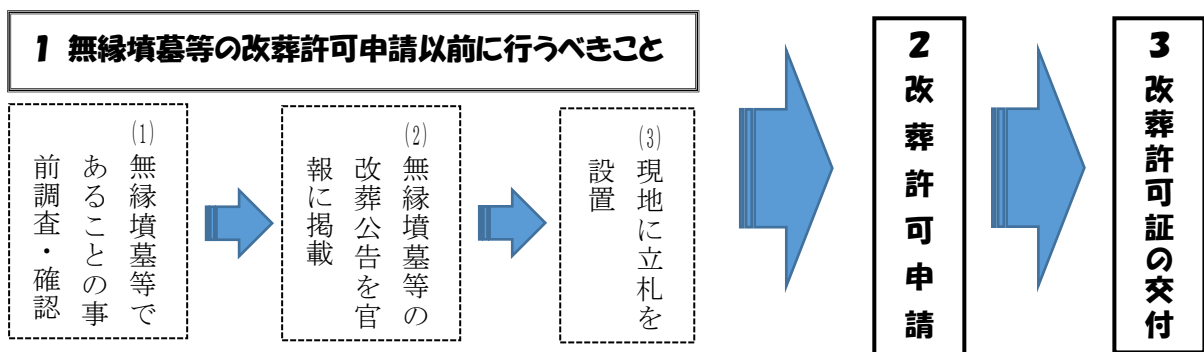 1 無縁墳墓等の改葬許可申請以前に行うべきこと
(1) 無縁墳墓等で
あることの事
前調査・確認
(2) 無縁墳墓等の
改葬公告を官
報に掲載
(3) 現地に立札を
設置
2 改葬許可申請
3 改葬許可証の交付